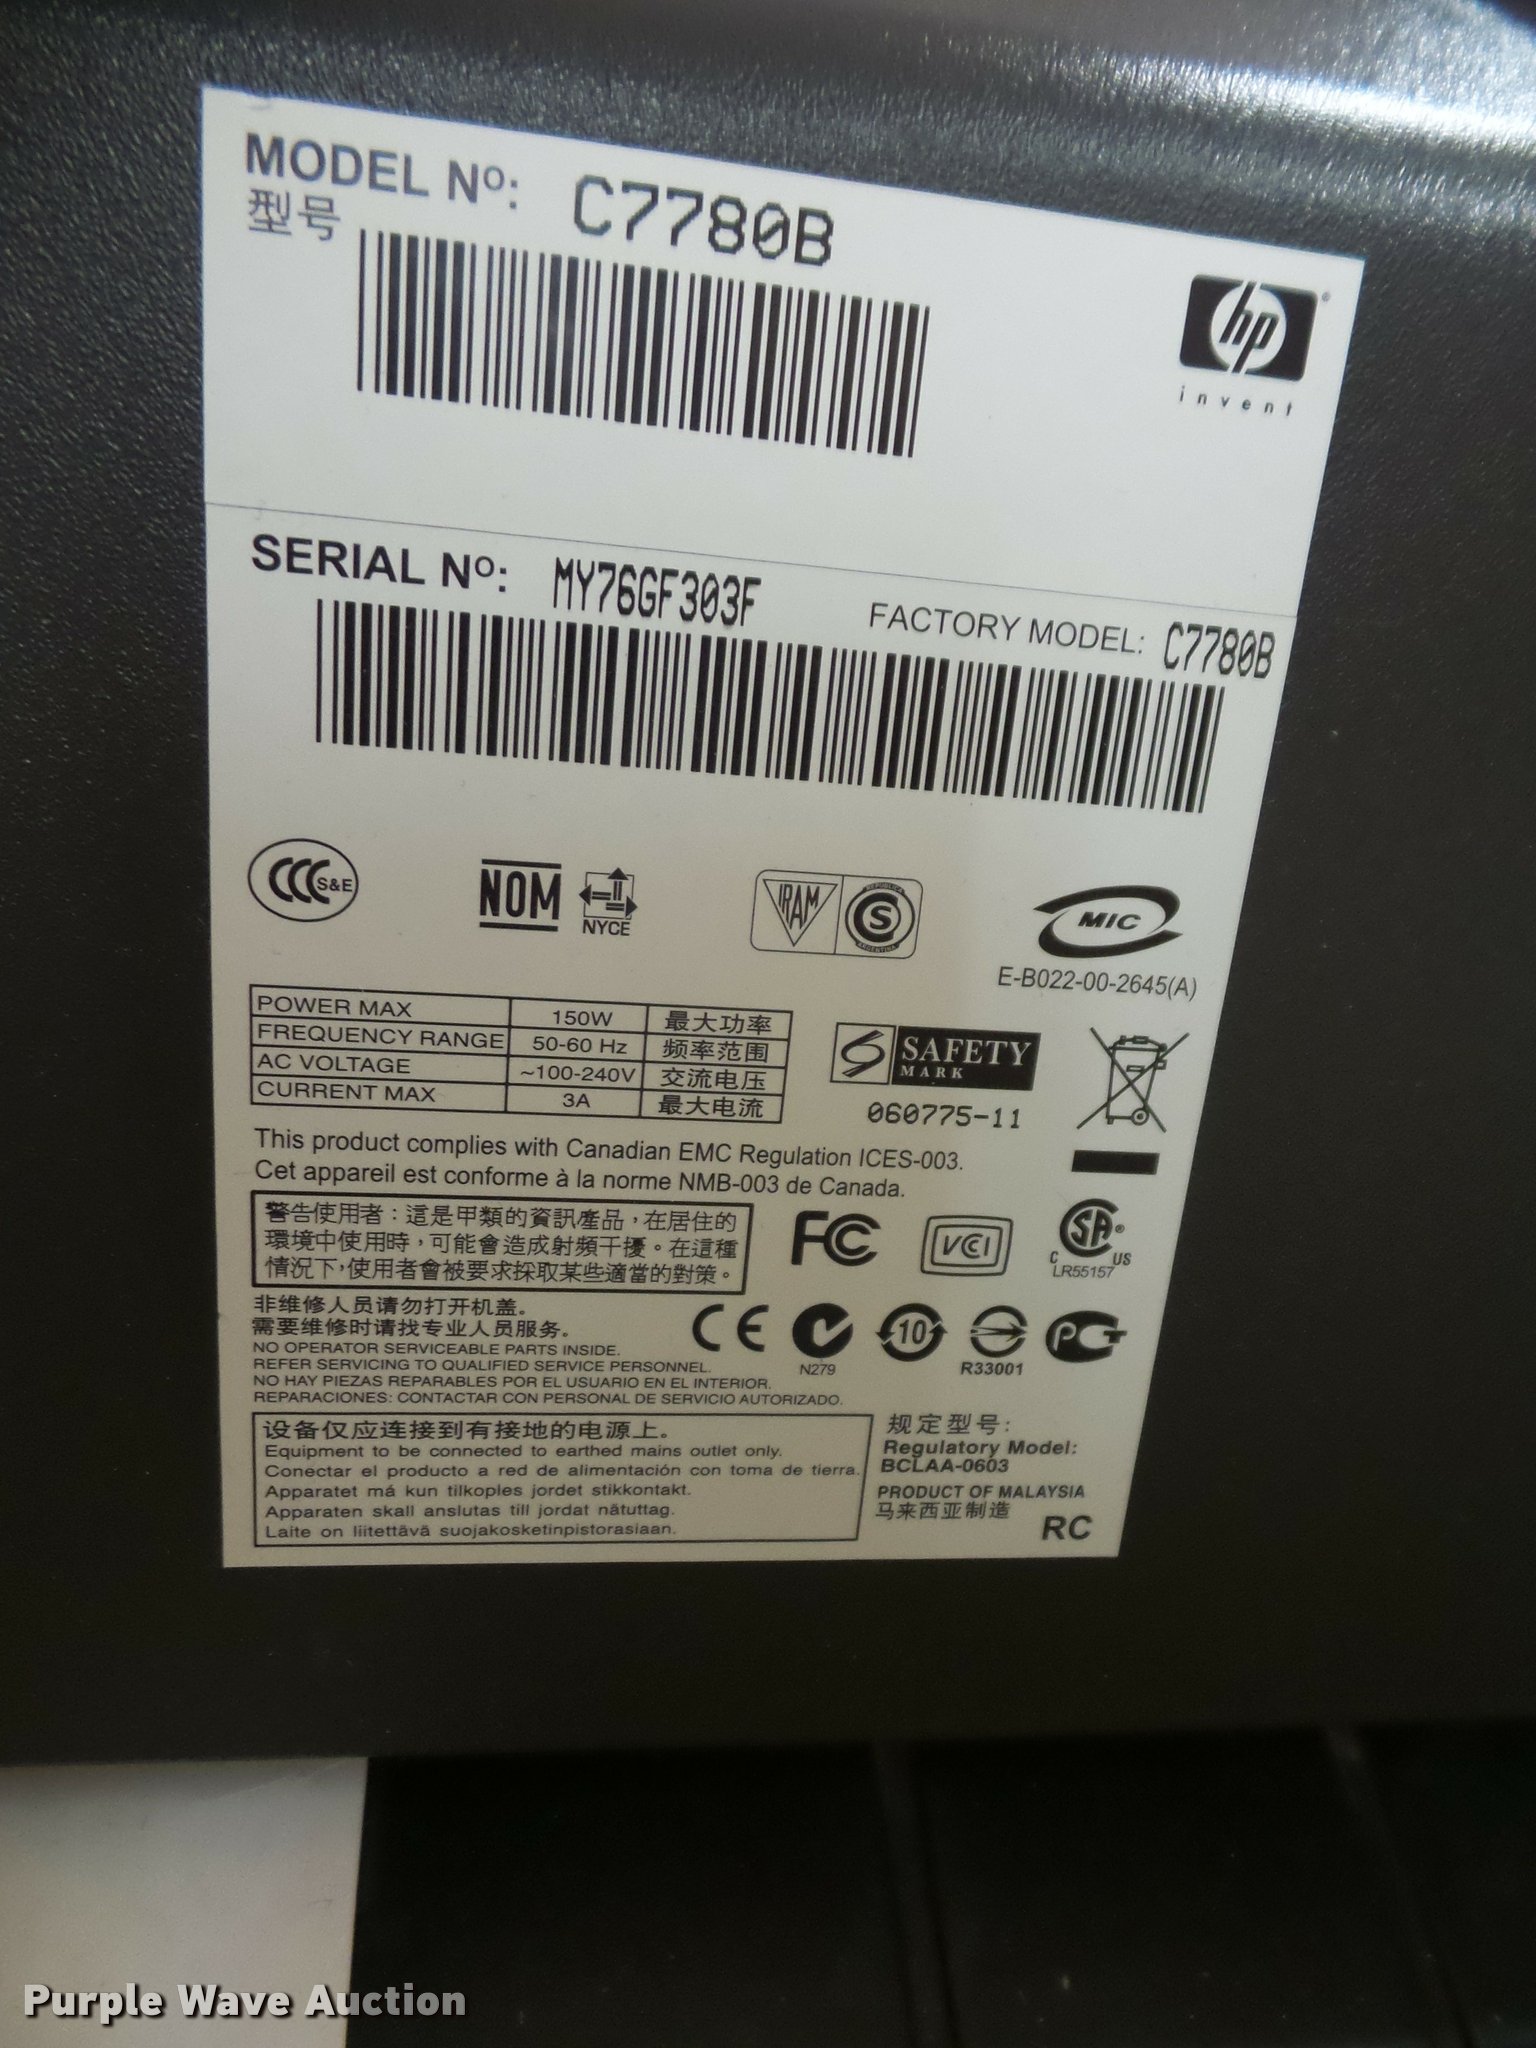 MODEL Nº: C7780B
型号
hp
invent
SERIAL Nº: MY76GF303F
FACTORY MODEL: C7780B
CCC S&E
NOM
NYCE
IRAM
REPUBLICA
S
ARGENTINA
MIC
E-B022-00-2645(A)
POWER MAX 150W 最大功率
FREQUENCY RANGE 50-60 Hz 频率范围
AC VOLTAGE ~100-240V 交流电压
CURRENT MAX 3A 最大电流
SAFETY
MARK
060775-11
This product complies with Canadian EMC Regulation ICES-003.
Cet appareil est conforme à la norme NMB-003 de Canada.
警告使用者：這是甲類的資訊產品，在居住的
環境中使用時，可能會造成射頻干擾。在這種
情況下，使用者會被要求採取某些適當的對策。
FC
VCCI
SA
C US
LR55157
非维修人员请勿打开机盖。
需要维修时请找专业人员服务。
NO OPERATOR SERVICEABLE PARTS INSIDE.
REFER SERVICING TO QUALIFIED SERVICE PERSONNEL.
NO HAY PIEZAS REPARABLES POR EL USUARIO EN EL INTERIOR.
REPARACIONES: CONTACTAR CON PERSONAL DE SERVICIO AUTORIZADO.
CE
N279
10
R33001
PCT
设备仅应连接到有接地的电源上。
Equipment to be connected to earthed mains outlet only.
Conectar el producto a red de alimentación con toma de tierra.
Apparatet må kun tilkoples jordet stikkontakt.
Apparaten skall anslutas till jordat nätuttag.
Laite on liitettävä suojakosketinpistorasiaan.
规定型号：
Regulatory Model:
BCLAA-0603
PRODUCT OF MALAYSIA
马来西亚制造
RC
Purple Wave Auction